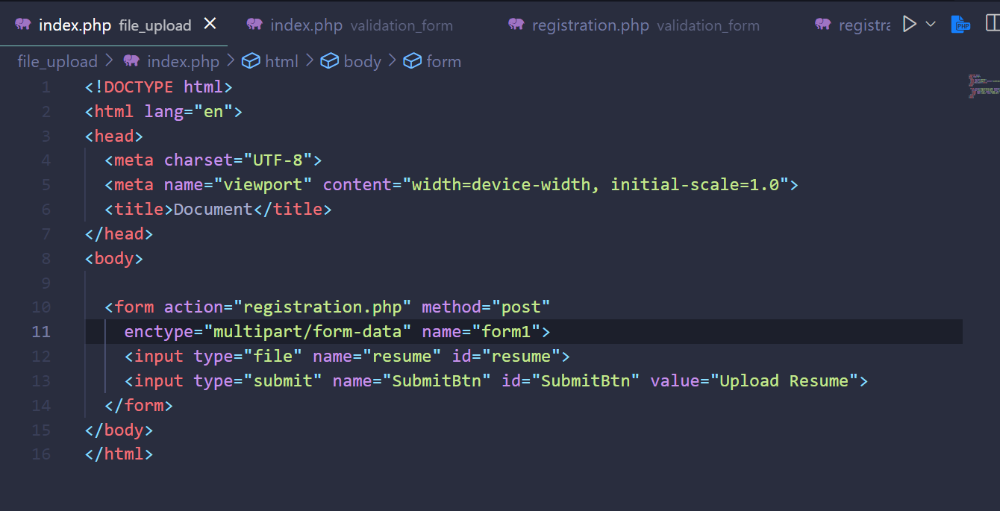 index.php file_upload index.php validation_form registration.php validation_form registra PHP
file_upload index.php html body form
1 <!DOCTYPE html>
2 <html lang="en">
3 <head>
4 <meta charset="UTF-8">
5 <meta name="viewport" content="width=device-width, initial-scale=1.0">
6 <title>Document</title>
7 </head>
8 <body>
9
10 <form action="registration.php" method="post"
11 enctype="multipart/form-data" name="form1">
12 <input type="file" name="resume" id="resume">
13 <input type="submit" name="SubmitBtn" id="SubmitBtn" value="Upload Resume">
14 </form>
15 </body>
16 </html>